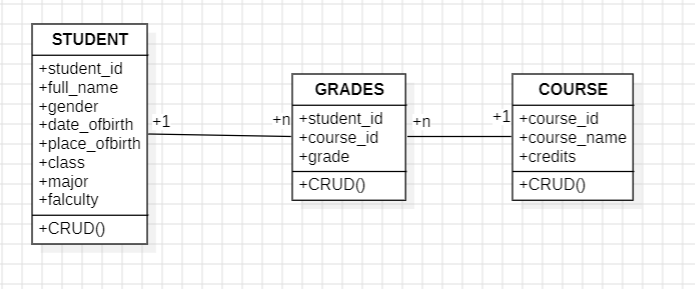 STUDENT
+student_id
+full_name
+gender
+date_ofbirth
+place_ofbirth
+class
+major
+falculty
+CRUD()
+1
+n
GRADES
+student_id
+course_id
+grade
+CRUD()
+n
+1
COURSE
+course_id
+course_name
+credits
+CRUD()